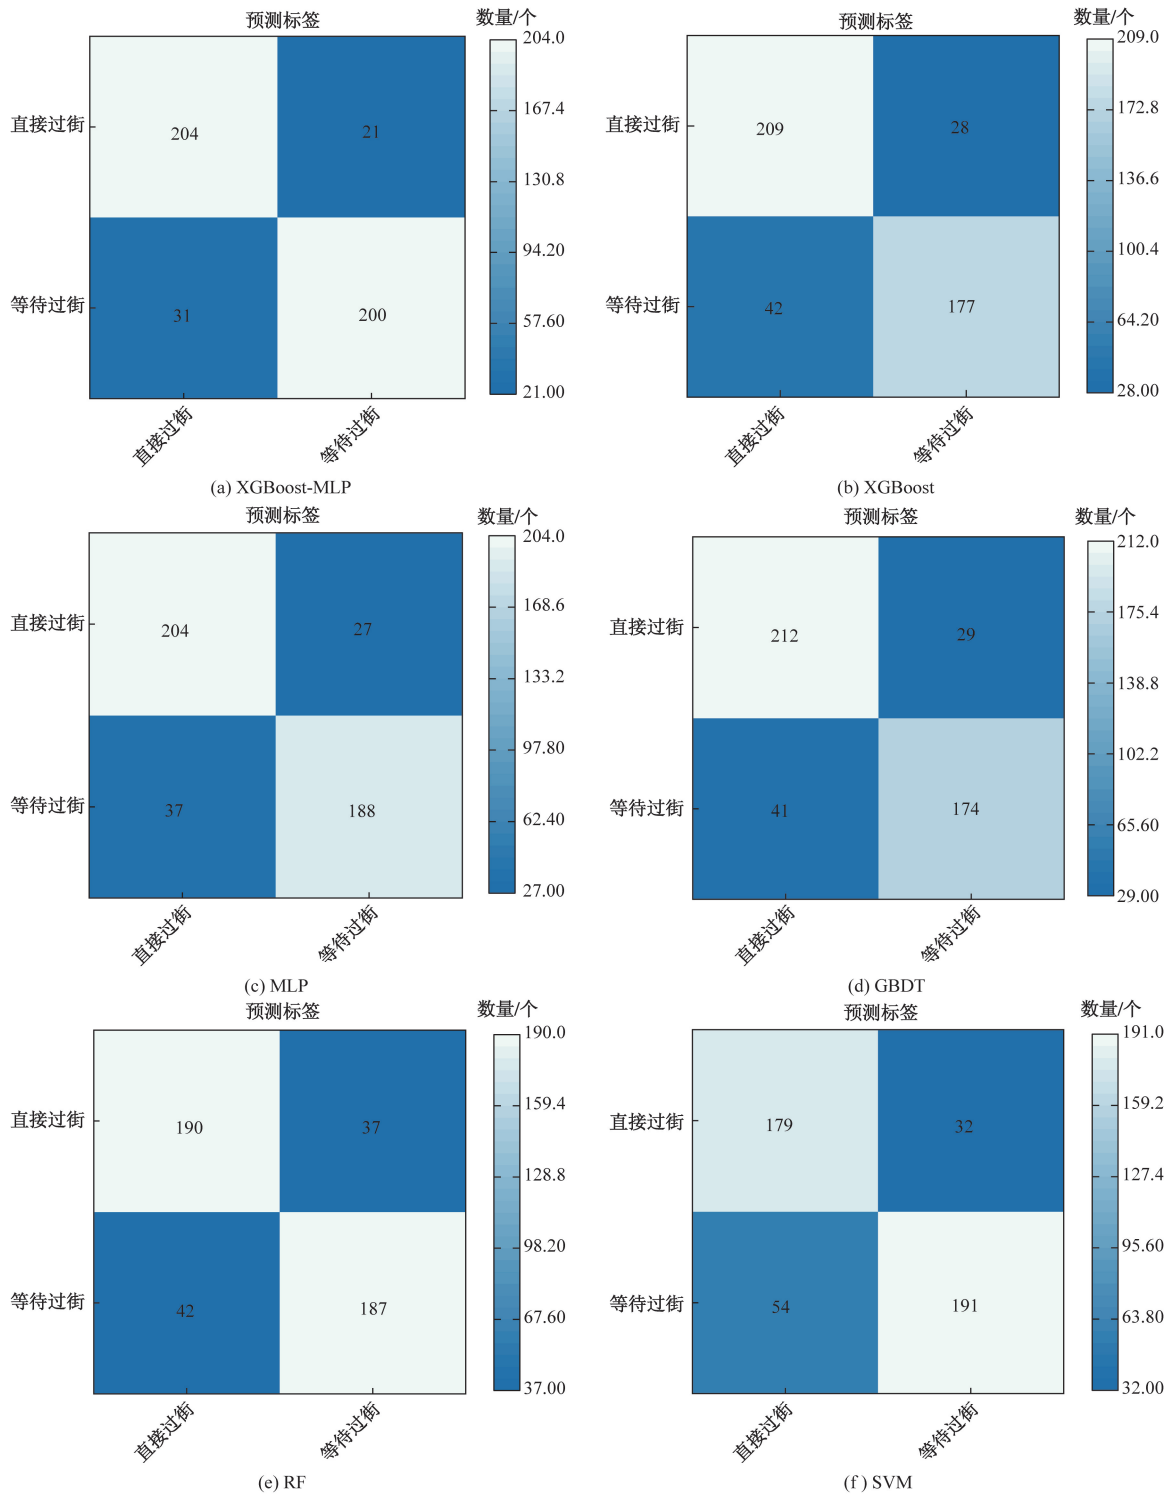 预测标签
数量/个
直接过街
等待过街
204
21
31
200
204.0
167.4
130.8
94.20
57.60
21.00
直接过街
等待过街
(a) XGBoost-MLP
预测标签
数量/个
直接过街
等待过街
209
28
42
177
209.0
172.8
136.6
100.4
64.20
28.00
直接过街
等待过街
(b) XGBoost
预测标签
数量/个
直接过街
等待过街
204
27
37
188
204.0
168.6
133.2
97.80
62.40
27.00
直接过街
等待过街
(c) MLP
预测标签
数量/个
直接过街
等待过街
212
29
41
174
212.0
175.4
138.8
102.2
65.60
29.00
直接过街
等待过街
(d) GBDT
预测标签
数量/个
直接过街
等待过街
190
37
42
187
190.0
159.4
128.8
98.20
67.60
37.00
直接过街
等待过街
(e) RF
预测标签
数量/个
直接过街
等待过街
179
32
54
191
191.0
159.2
127.4
95.60
63.80
32.00
直接过街
等待过街
(f) SVM